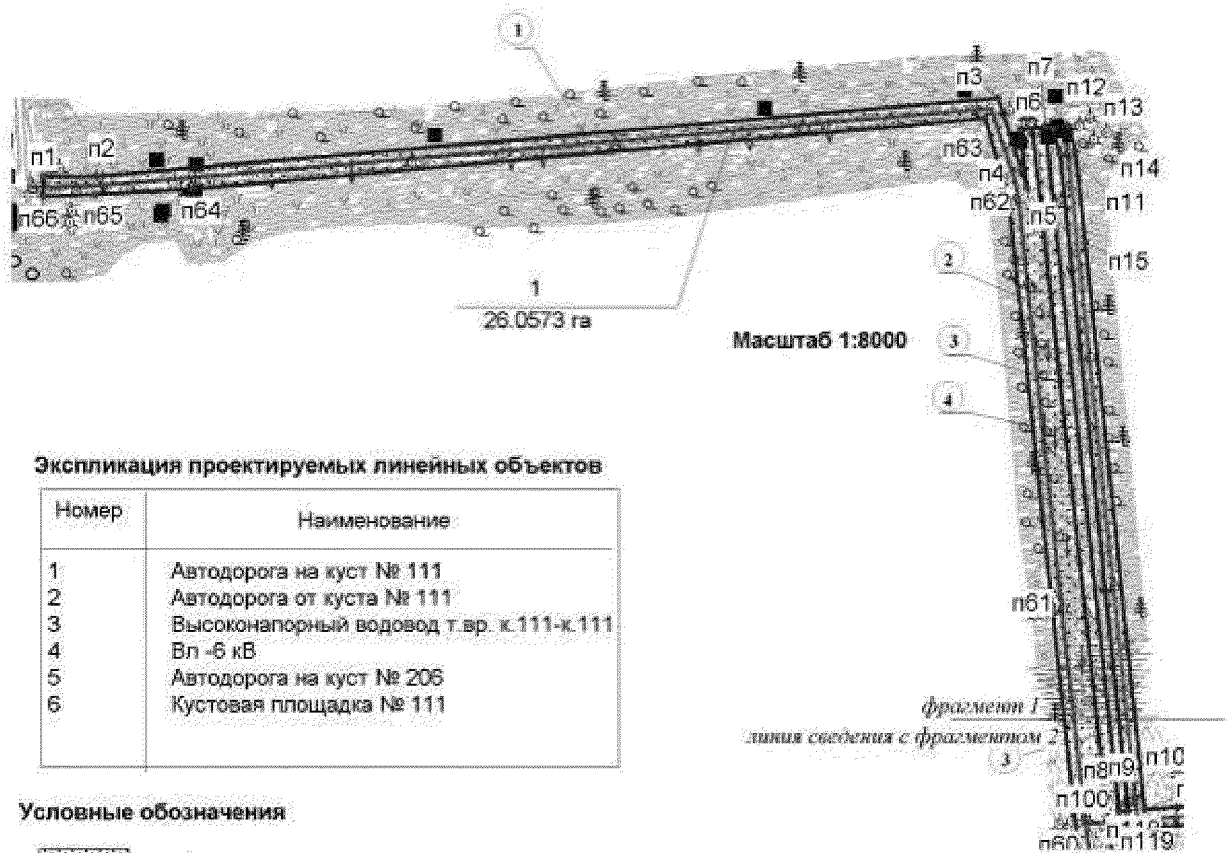 1
п7
п3
п12
п6
п13
п1
п2
п63
п14
п4
п66
п65
п64
п62
п5
п11
2
п15
1
26.0573 га
Масштаб 1:8000
3
4
Экспликация проектируемых линейных объектов
Номер
Наименование
1 Автодорога на куст № 111
2 Автодорога от куста № 111
3 Высоконапорный водовод т.вр. к.111-к.111
4 Вл -6 кВ
5 Автодорога на куст № 206
6 Кустовая площадка № 111
п61
фрагмент 1
линия сведения с фрагментом 2
3
п8
п9
п10
п100
Условные обозначения
п60
п119